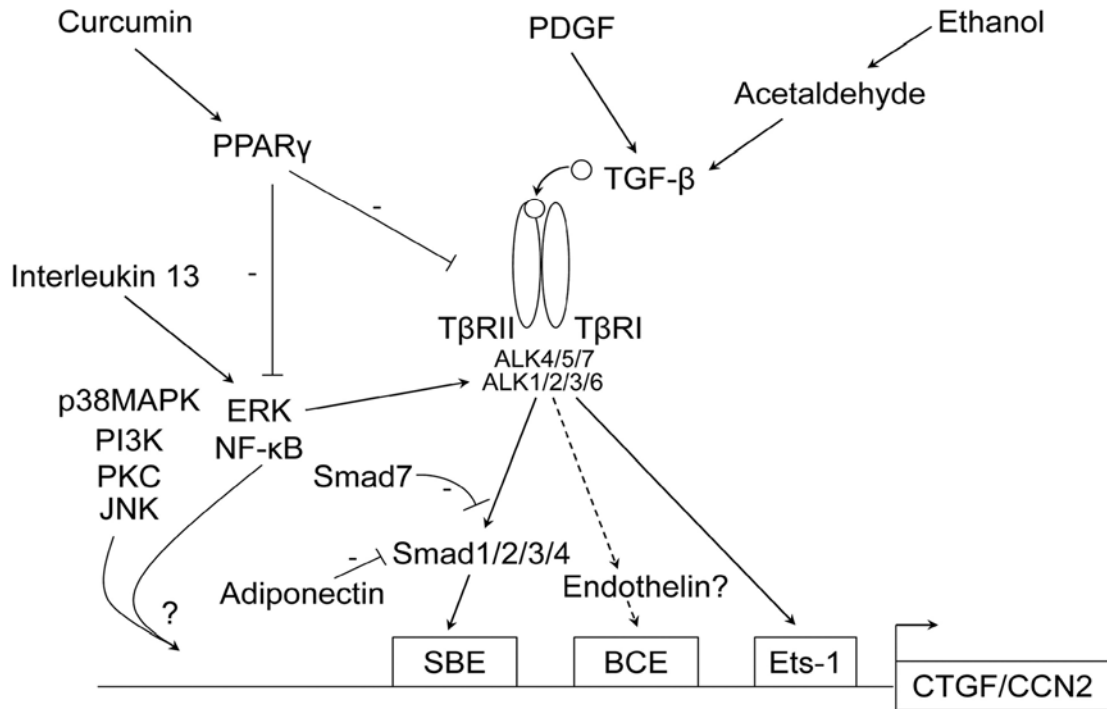 Curcumin
PDGF
Ethanol
Acetaldehyde
PPARγ
TGF-β
-
-
Interleukin 13
TβRII
TβRI
ALK4/5/7
ALK1/2/3/6
p38MAPK
ERK
PI3K
NF-κB
PKC
JNK
Smad7
-
Smad1/2/3/4
-
Adiponectin
Endothelin?
?
SBE
BCE
Ets-1
CTGF/CCN2